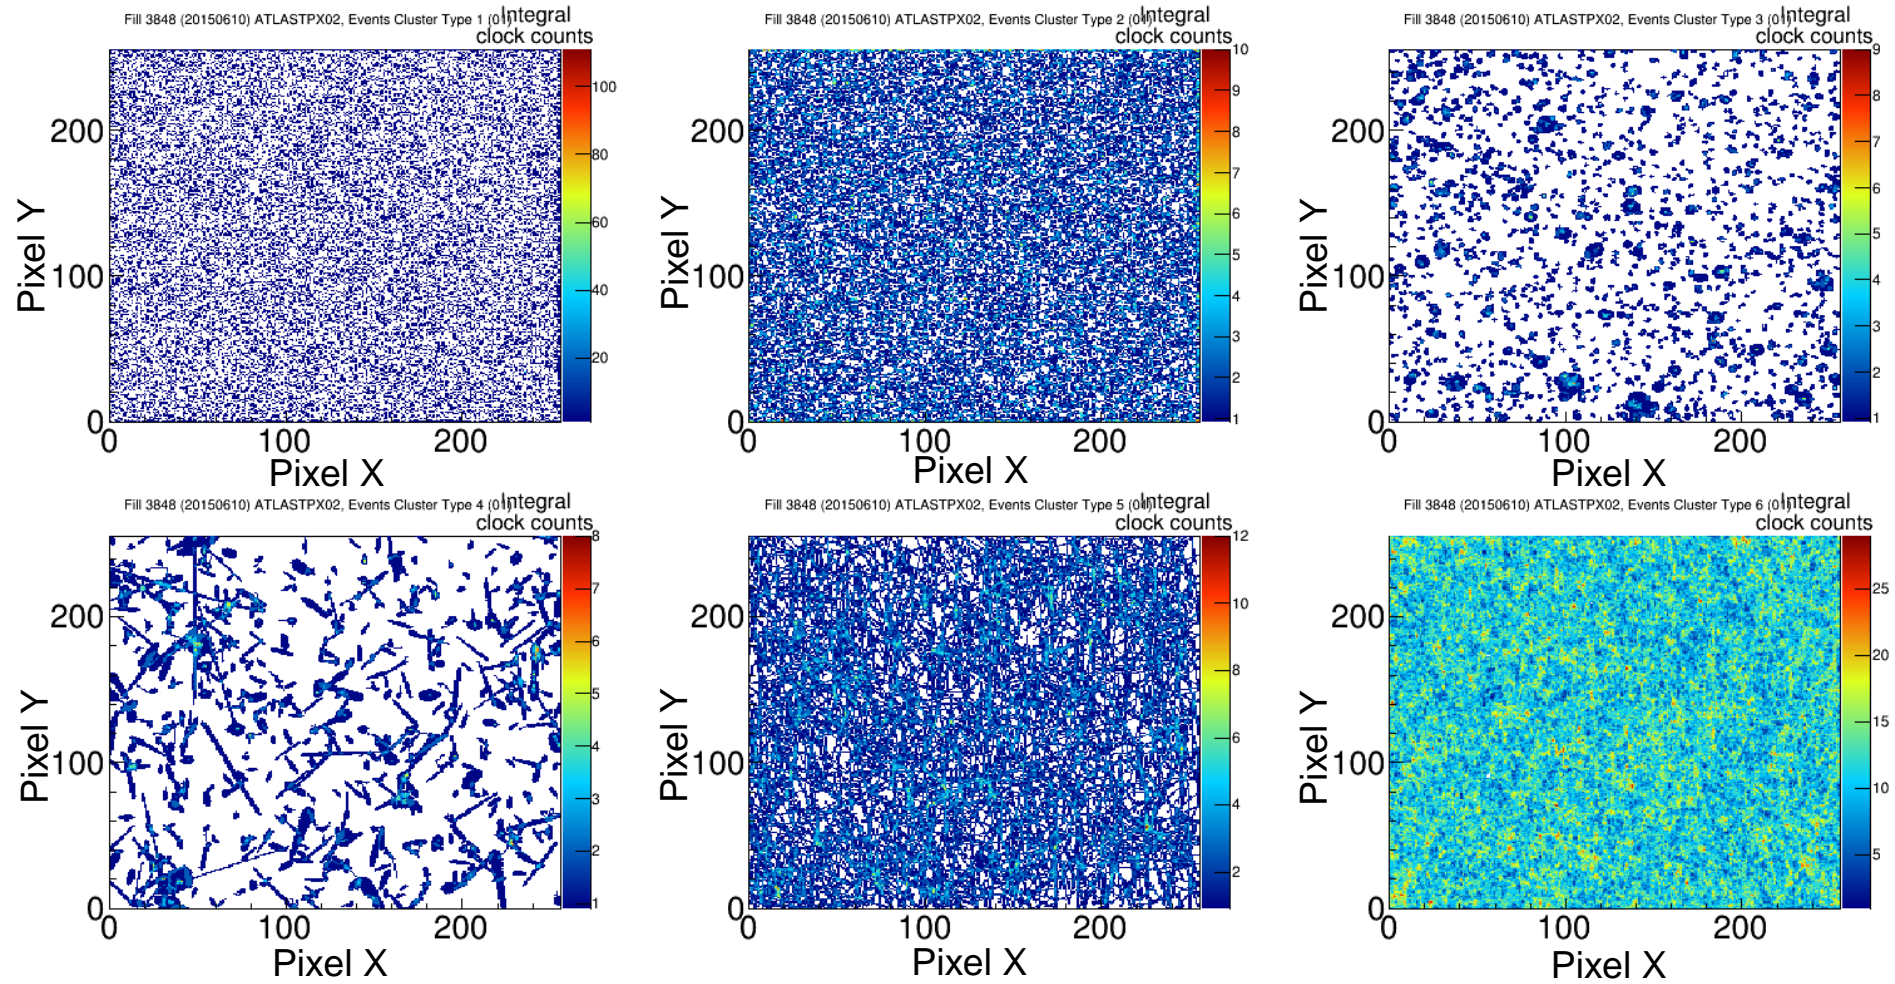 Fill 3848 (20150610) ATLASTPX02, Events Cluster Type 1 (01)
Integral
clock counts
100
80
60
40
20
200
100
0
0 100 200
Pixel X
Pixel Y
Fill 3848 (20150610) ATLASTPX02, Events Cluster Type 2 (01)
Integral
clock counts
10
9
8
7
6
5
4
3
2
1
200
100
0
0 100 200
Pixel X
Pixel Y
Fill 3848 (20150610) ATLASTPX02, Events Cluster Type 3 (01)
Integral
clock counts
9
8
7
6
5
4
3
2
1
200
100
0
0 100 200
Pixel X
Pixel Y
Fill 3848 (20150610) ATLASTPX02, Events Cluster Type 4 (01)
Integral
clock counts
8
7
6
5
4
3
2
1
200
100
0
0 100 200
Pixel X
Pixel Y
Fill 3848 (20150610) ATLASTPX02, Events Cluster Type 5 (01)
Integral
clock counts
12
10
8
6
4
2
200
100
0
0 100 200
Pixel X
Pixel Y
Fill 3848 (20150610) ATLASTPX02, Events Cluster Type 6 (01)
Integral
clock counts
25
20
15
10
5
200
100
0
0 100 200
Pixel X
Pixel Y